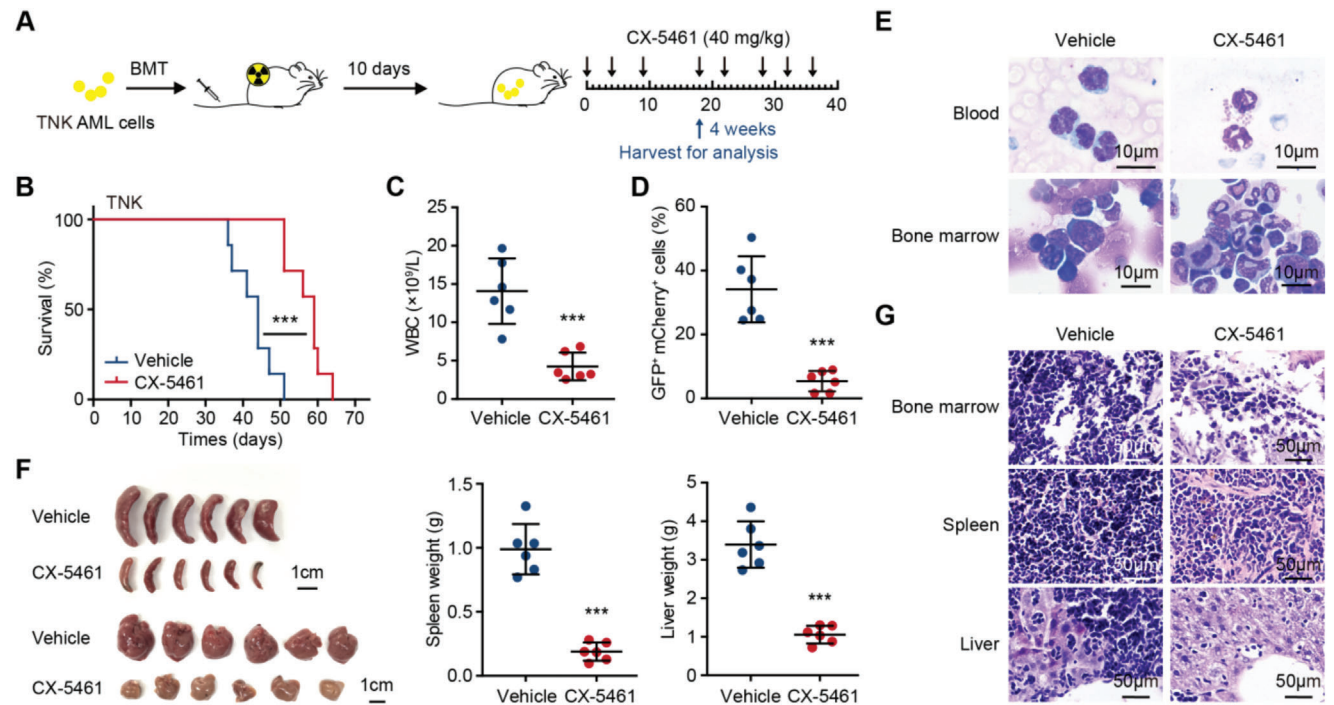 A
TNK AML cells
BMT
10 days
CX-5461 (40 mg/kg)
0 10 20 30 40
4 weeks
Harvest for analysis
B
TNK
Survival (%)
100
50
0
Vehicle
CX-5461
***
0 10 20 30 40 50 60 70
Times (days)
C
WBC (×10⁹/L)
25
20
15
10
5
0
***
Vehicle CX-5461
D
GFP⁺ mCherry⁺ cells (%)
60
40
20
0
***
Vehicle CX-5461
E
Vehicle CX-5461
Blood
10μm 10μm
Bone marrow
10μm 10μm
F
Vehicle
CX-5461
1cm
Vehicle
CX-5461
1cm
Spleen weight (g)
1.5
1.0
0.5
0.0
***
Vehicle CX-5461
Liver weight (g)
5
4
3
2
1
0
***
Vehicle CX-5461
G
Vehicle CX-5461
Bone marrow
50μm 50μm
Spleen
50μm 50μm
Liver
50μm 50μm